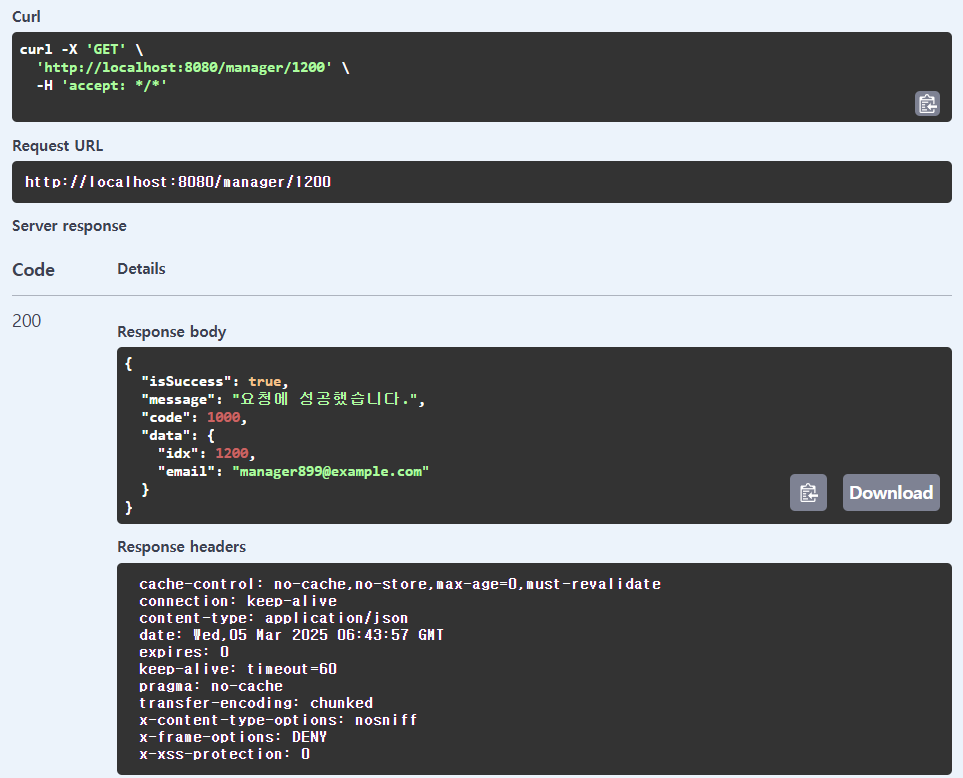 Curl
curl -X 'GET' \
'http://localhost:8080/manager/1200' \
-H 'accept: */*'
Request URL
http://localhost:8080/manager/1200
Server response
Code Details
200
Response body
{
"isSuccess": true,
"message": "요청에 성공했습니다.",
"code": 1000,
"data": {
"idx": 1200,
"email": "manager899@example.com"
}
}
Download
Response headers
cache-control: no-cache,no-store,max-age=0,must-revalidate
connection: keep-alive
content-type: application/json
date: Wed,05 Mar 2025 06:43:57 GMT
expires: 0
keep-alive: timeout=60
pragma: no-cache
transfer-encoding: chunked
x-content-type-options: nosniff
x-frame-options: DENY
x-xss-protection: 0